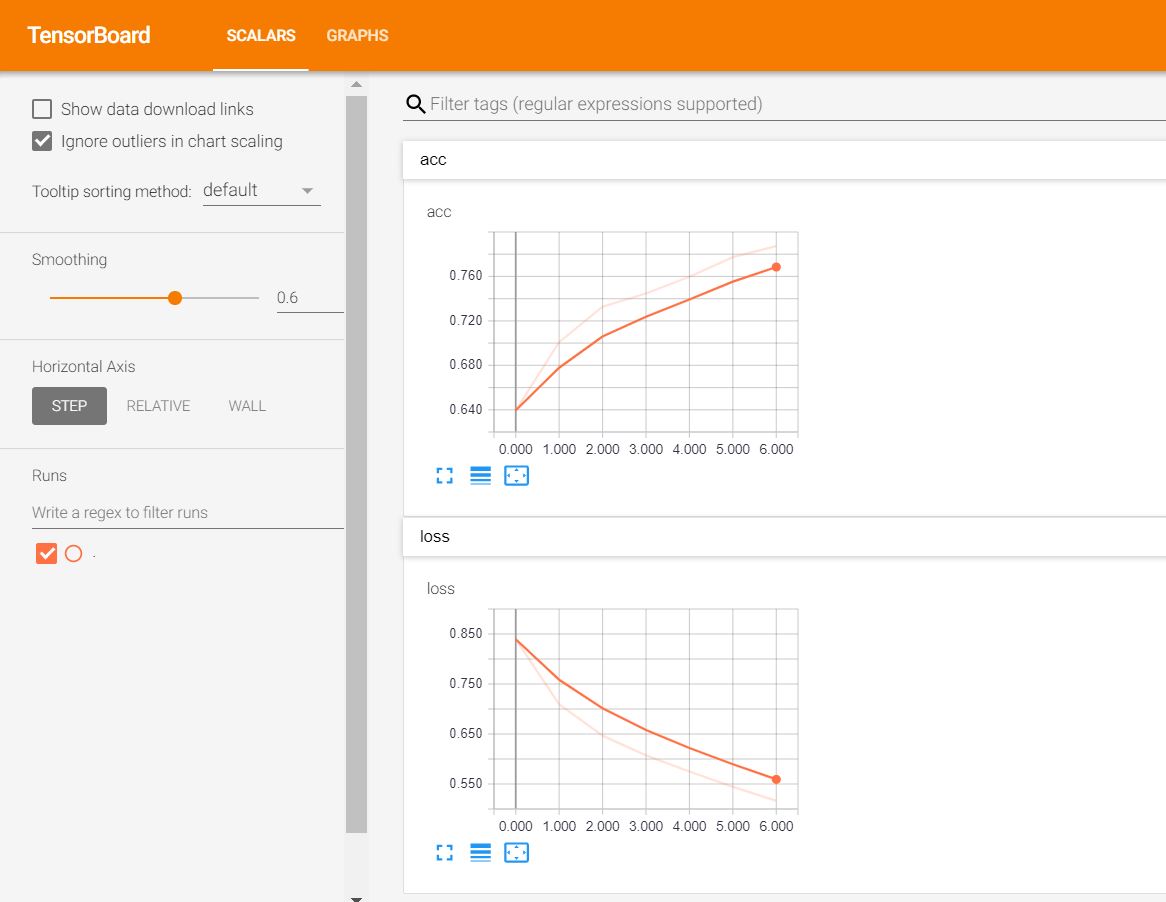 TensorBoard SCALARS GRAPHS
Show data download links
Ignore outliers in chart scaling
Tooltip sorting method: default
Smoothing
0.6
Horizontal Axis
STEP RELATIVE WALL
Runs
Write a regex to filter runs
.
Filter tags (regular expressions supported)
acc
acc
0.760
0.720
0.680
0.640
0.000 1.000 2.000 3.000 4.000 5.000 6.000
loss
loss
0.850
0.750
0.650
0.550
0.000 1.000 2.000 3.000 4.000 5.000 6.000